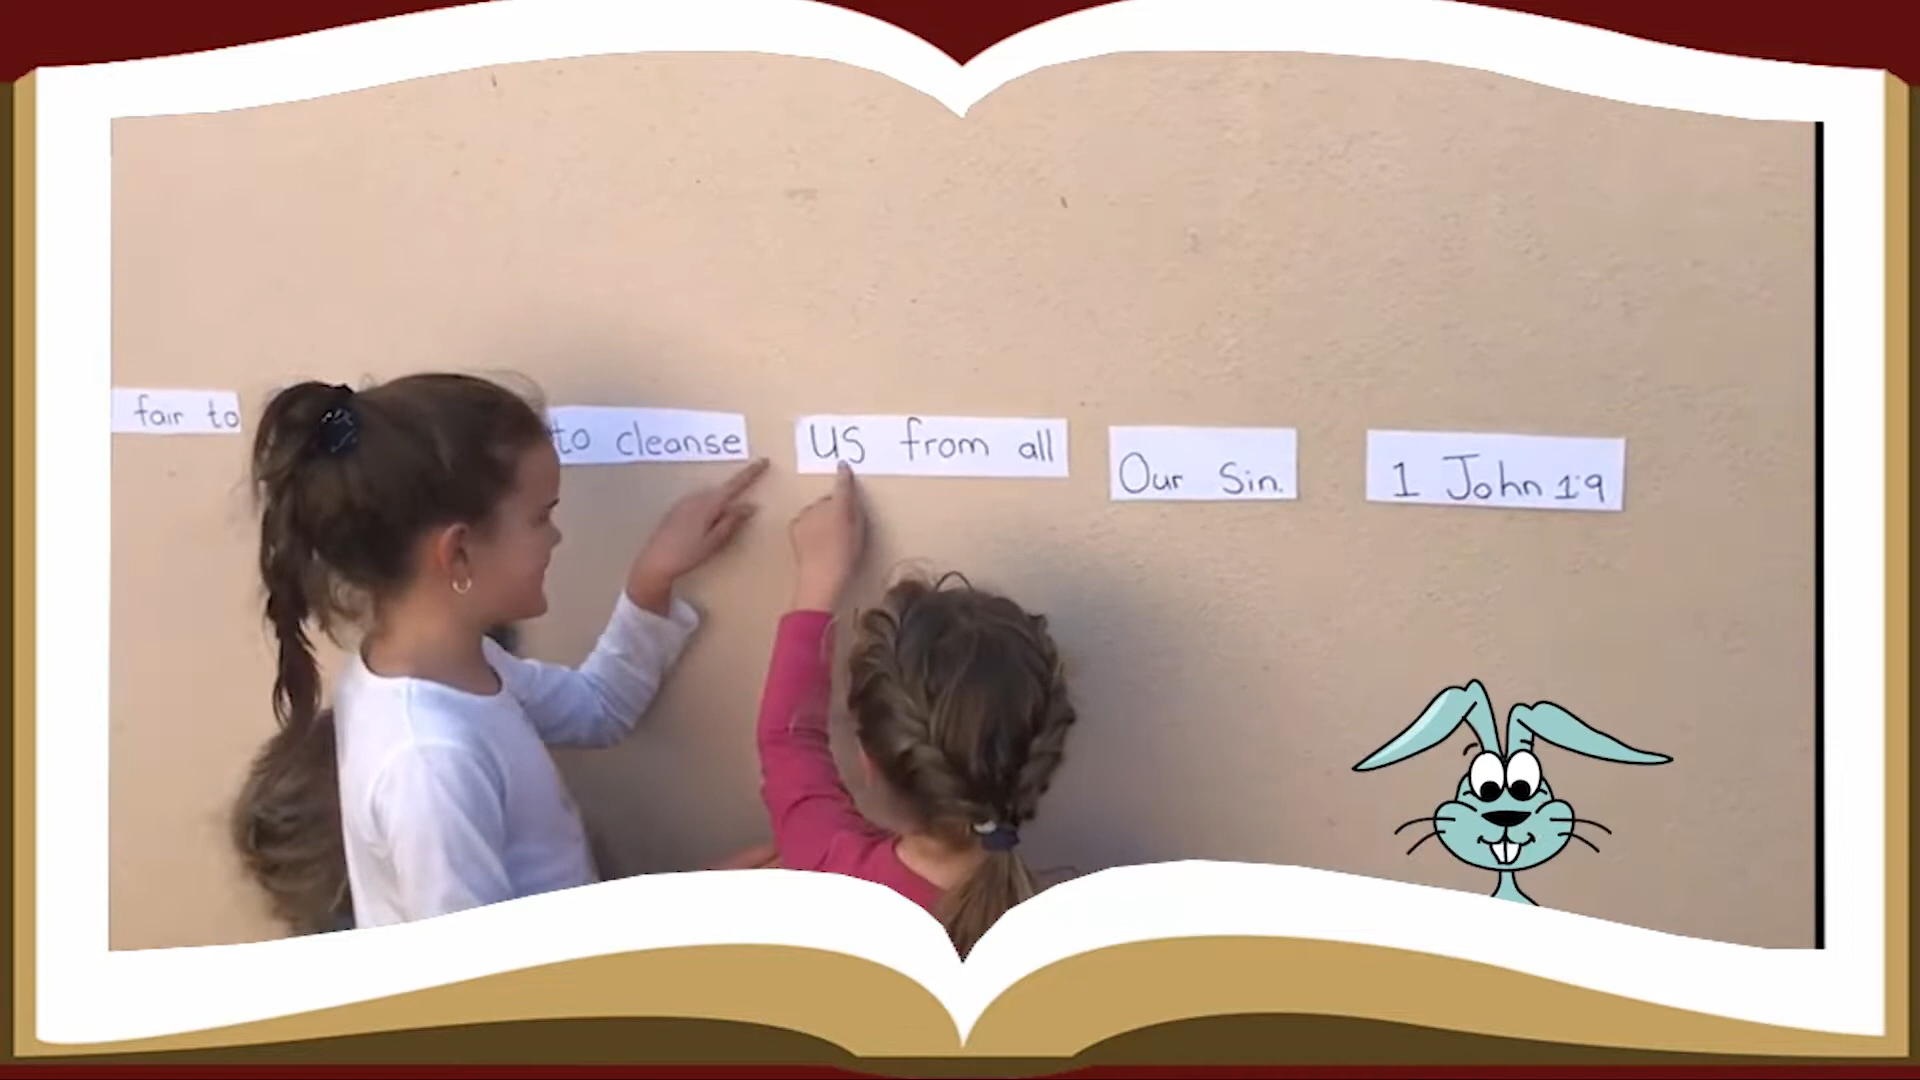 fair to
to cleanse
us from all
Our Sin.
1 John 1:9